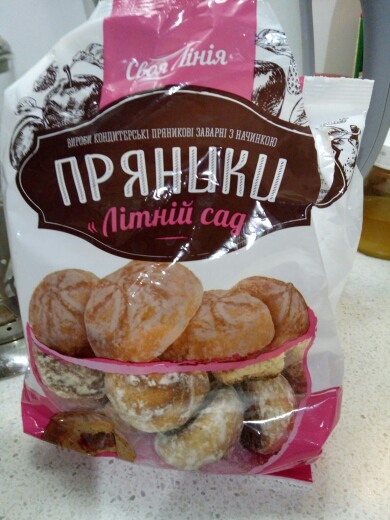 Своя Лінія
ВИРОБИ КОНДИТЕРСЬКІ ПРЯНИКОВІ ЗАВАРНІ З НАЧИНКОЮ
ПРЯНИКИ
«Літній сад